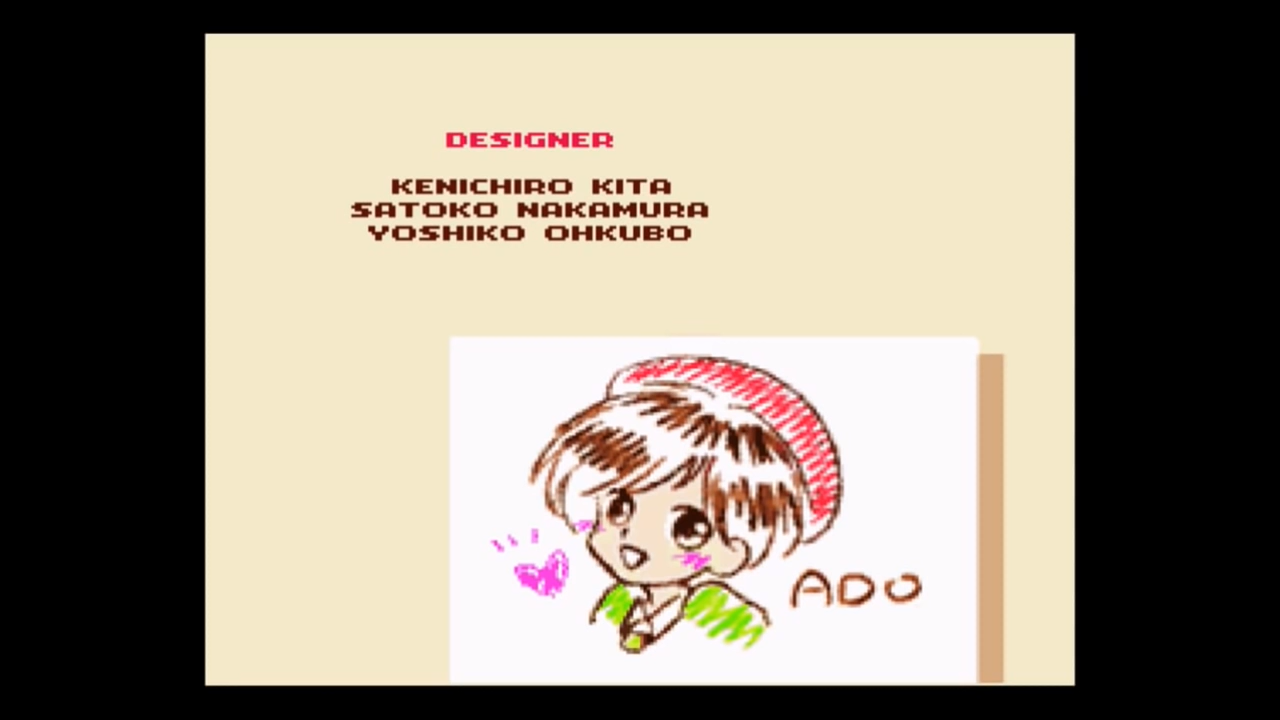 DESIGNER
KENICHIRO KITA
SATOKO NAKAMURA
YOSHIKO OHKUBO
ADO